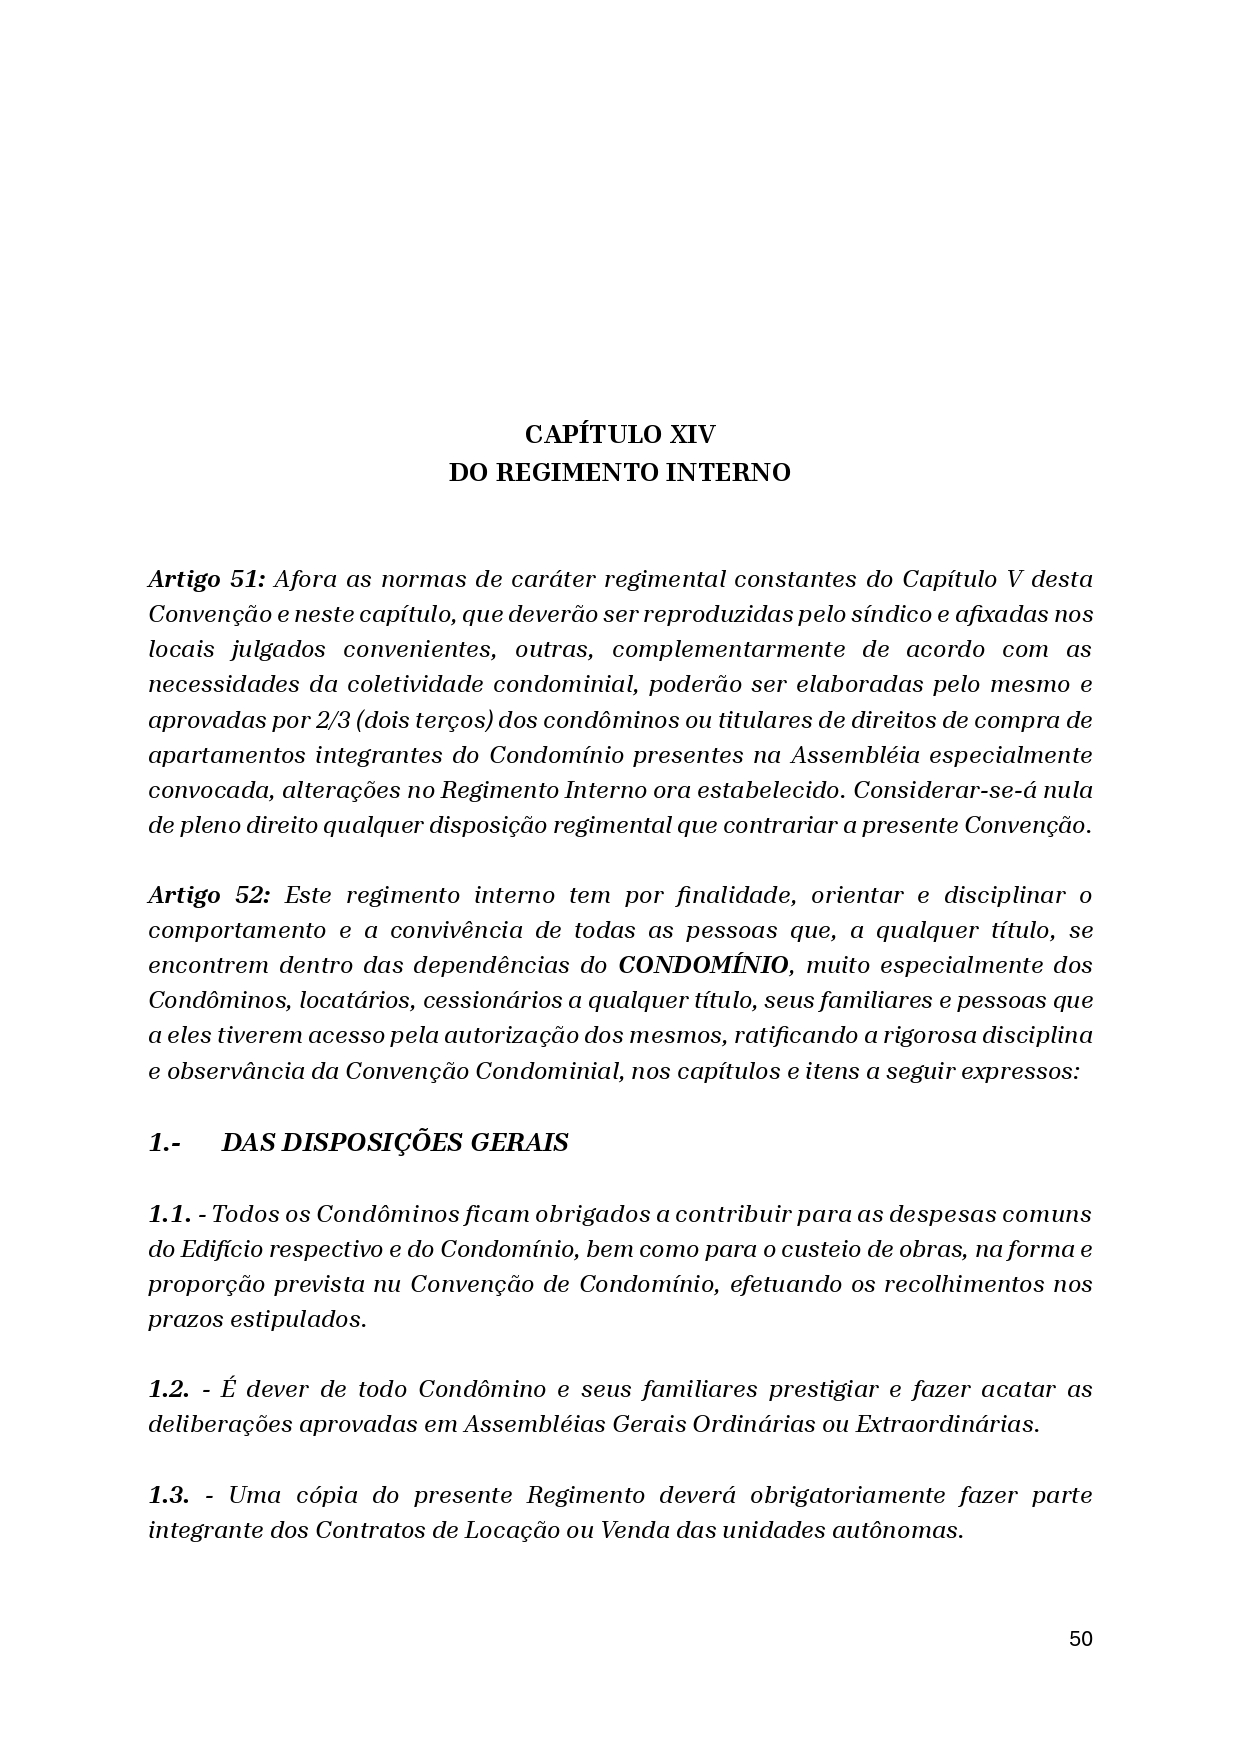 CAPÍTULO XIV
DO REGIMENTO INTERNO
Artigo 51: Afora as normas de caráter regimental constantes do Capítulo V desta
Convenção e neste capítulo, que deverão ser reproduzidas pelo síndico e afixadas nos
locais julgados convenientes, outras, complementarmente de acordo com as
necessidades da coletividade condominial, poderão ser elaboradas pelo mesmo e
aprovadas por 2/3 (dois terços) dos condôminos ou titulares de direitos de compra de
apartamentos integrantes do Condomínio presentes na Assembléia especialmente
convocada, alterações no Regimento Interno ora estabelecido. Considerar-se-á nula
de pleno direito qualquer disposição regimental que contrariar a presente Convenção.
Artigo 52: Este regimento interno tem por finalidade, orientar e disciplinar o
comportamento e a convivência de todas as pessoas que, a qualquer título, se
encontrem dentro das dependências do CONDOMÍNIO, muito especialmente dos
Condôminos, locatários, cessionários a qualquer título, seus familiares e pessoas que
a eles tiverem acesso pela autorização dos mesmos, ratificando a rigorosa disciplina
e observância da Convenção Condominial, nos capítulos e itens a seguir expressos:
1.- DAS DISPOSIÇÕES GERAIS
1.1. - Todos os Condôminos ficam obrigados a contribuir para as despesas comuns
do Edifício respectivo e do Condomínio, bem como para o custeio de obras, na forma e
proporção prevista nu Convenção de Condomínio, efetuando os recolhimentos nos
prazos estipulados.
1.2. - É dever de todo Condômino e seus familiares prestigiar e fazer acatar as
deliberações aprovadas em Assembléias Gerais Ordinárias ou Extraordinárias.
1.3. - Uma cópia do presente Regimento deverá obrigatoriamente fazer parte
integrante dos Contratos de Locação ou Venda das unidades autônomas.
50